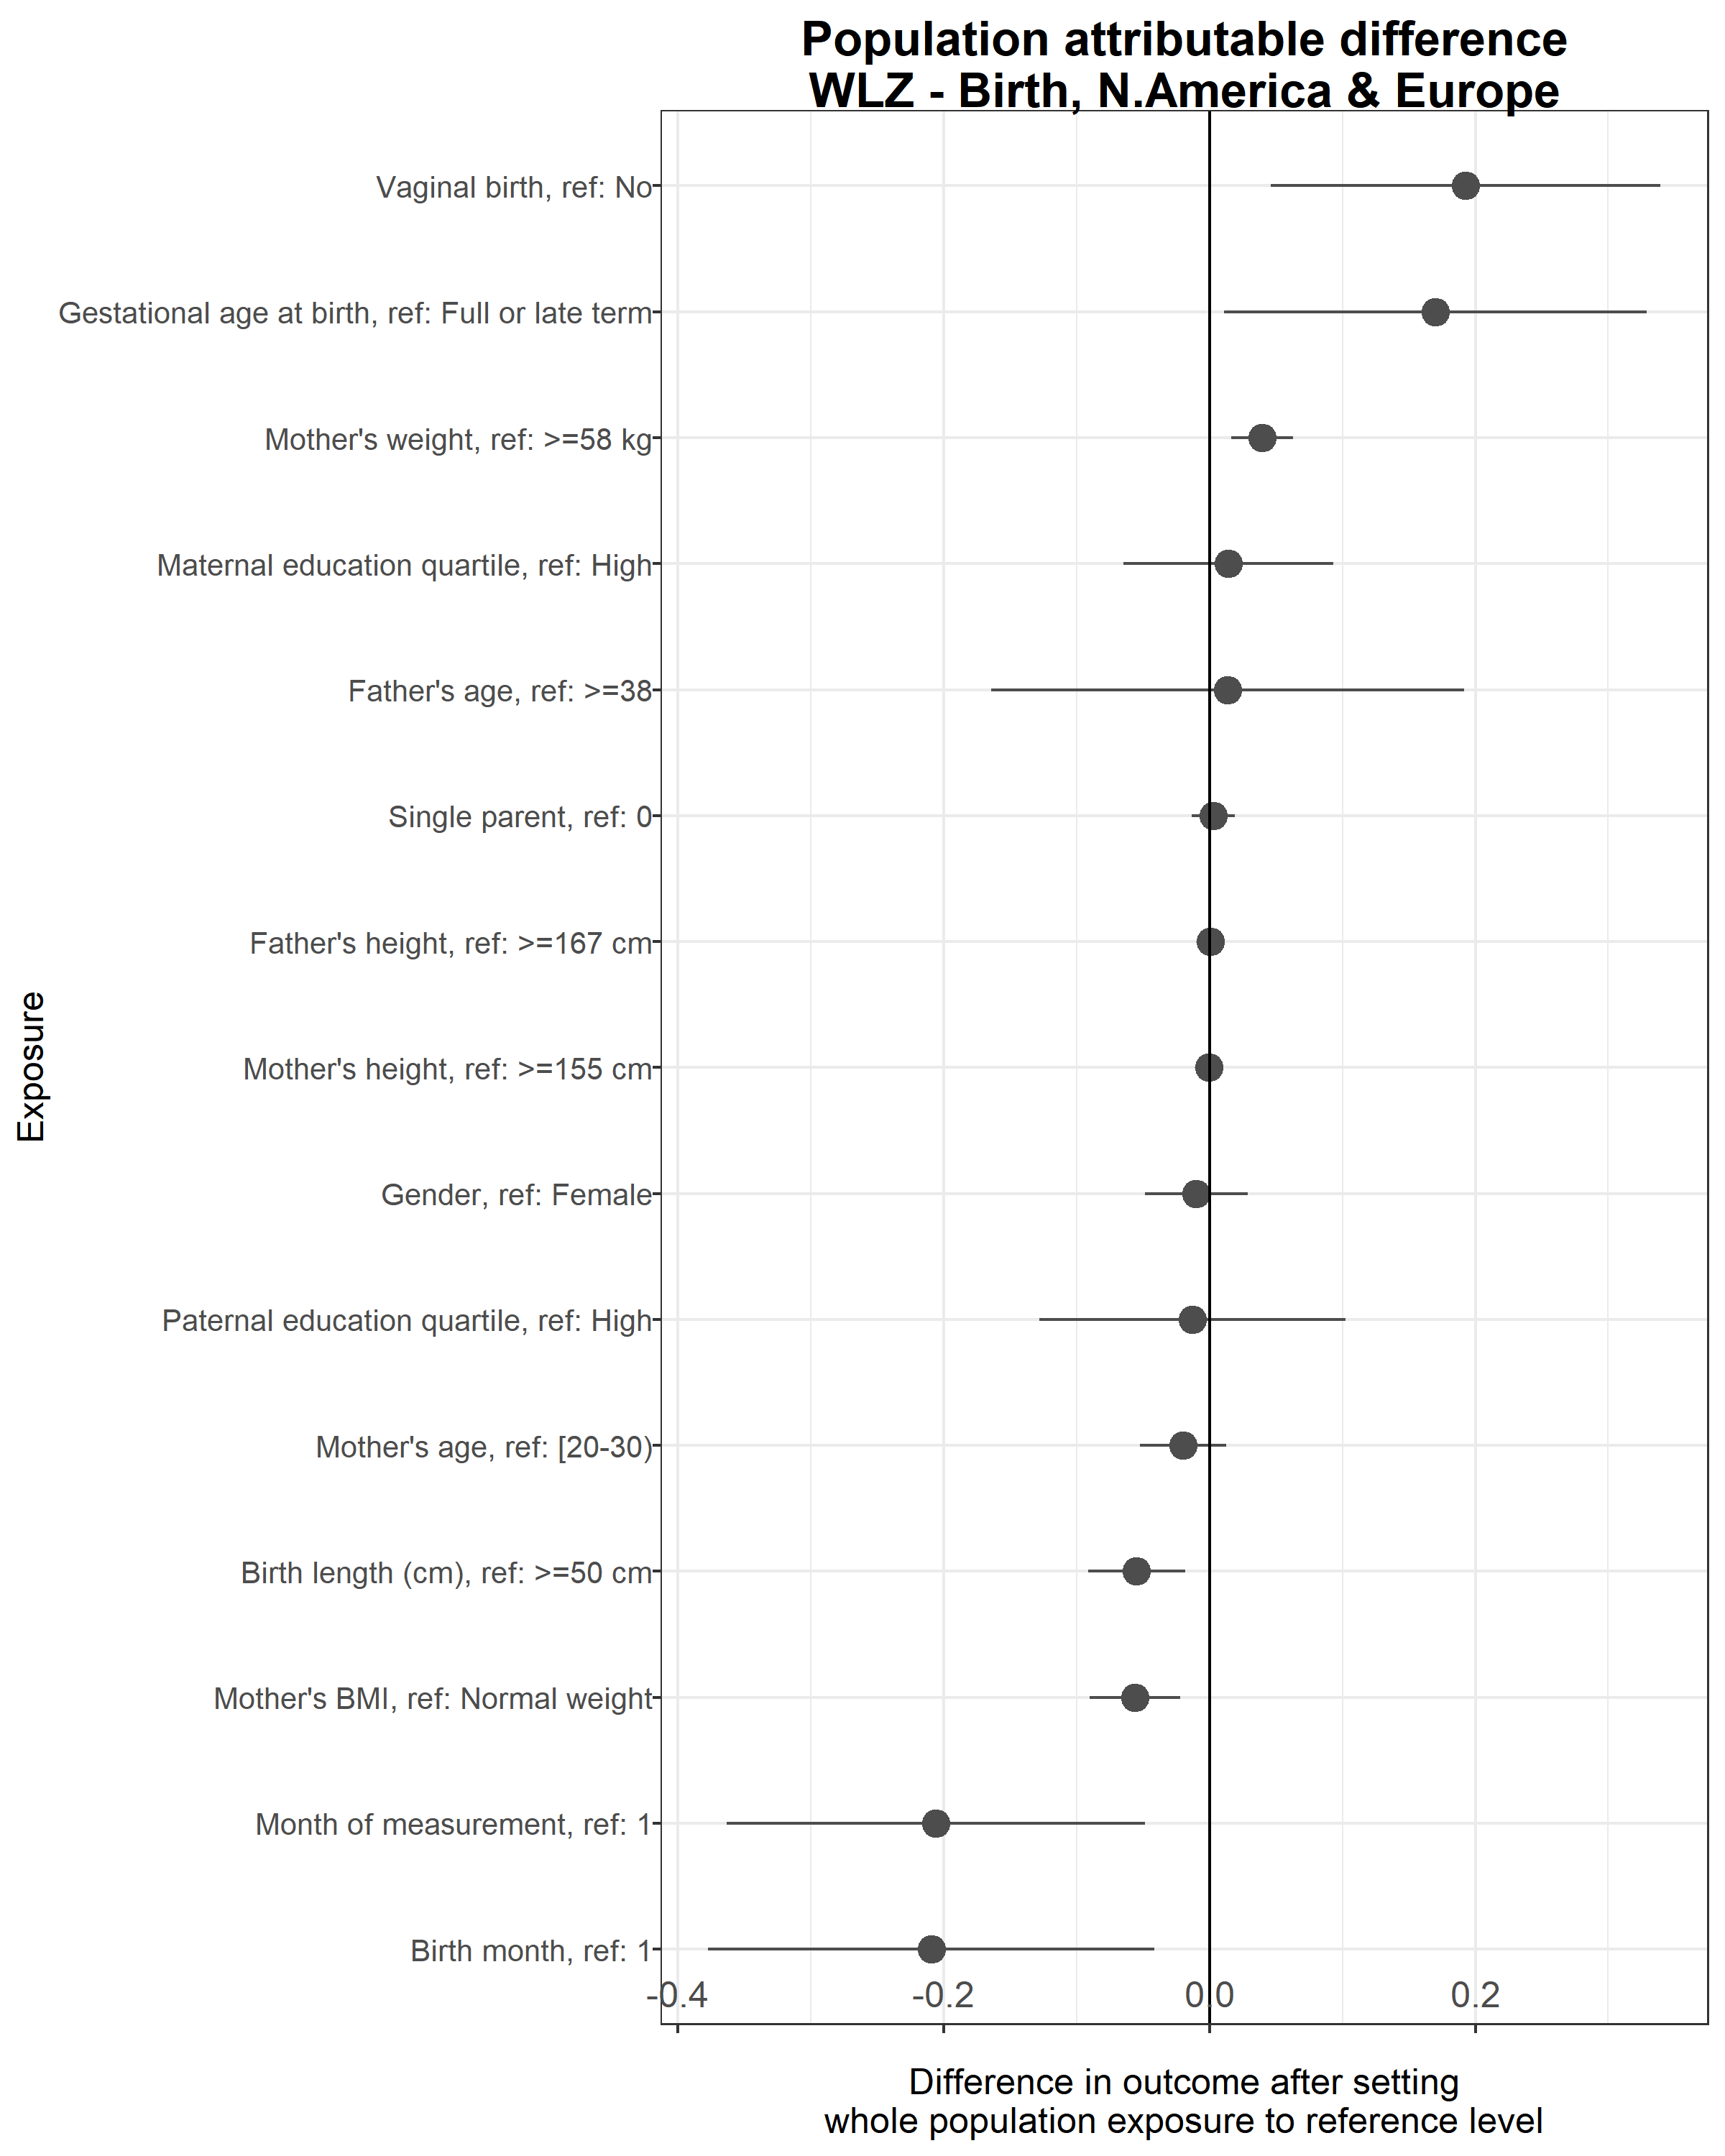 Population attributable difference
WLZ - Birth, N.America & Europe
Vaginal birth, ref: No
Gestational age at birth, ref: Full or late term
Mother's weight, ref: >=58 kg
Maternal education quartile, ref: High
Father's age, ref: >=38
Single parent, ref: 0
Father's height, ref: >=167 cm
Mother's height, ref: >=155 cm
Gender, ref: Female
Paternal education quartile, ref: High
Mother's age, ref: [20-30)
Birth length (cm), ref: >=50 cm
Mother's BMI, ref: Normal weight
Month of measurement, ref: 1
Birth month, ref: 1
Exposure
-0.4
-0.2
0.0
0.2
Difference in outcome after setting
whole population exposure to reference level